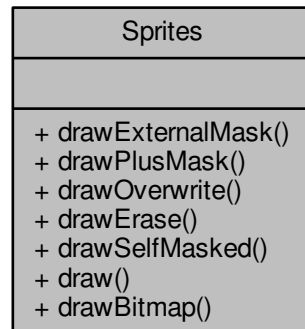 Sprites
+ drawExternalMask()
+ drawPlusMask()
+ drawOverwrite()
+ drawErase()
+ drawSelfMasked()
+ draw()
+ drawBitmap()